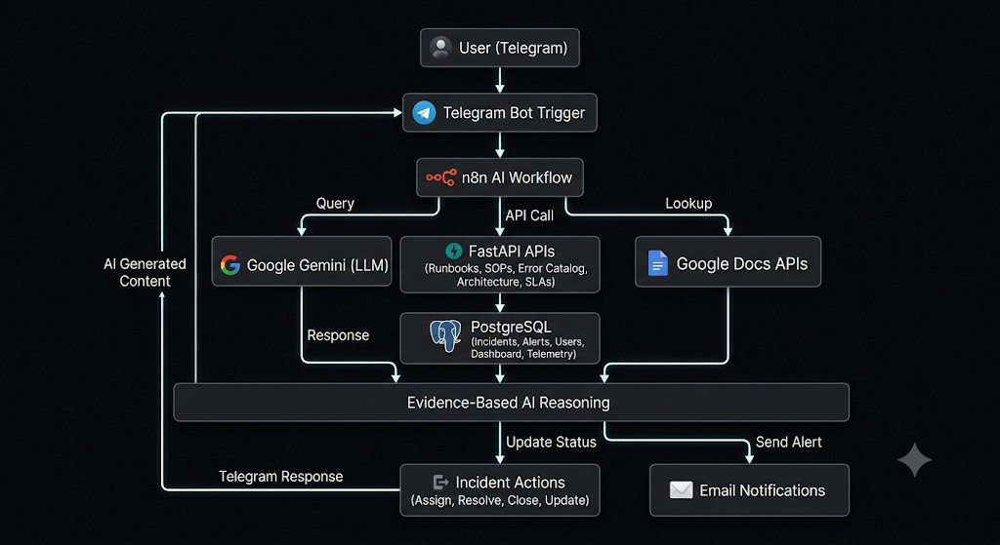 User (Telegram)
Telegram Bot Trigger
n8n AI Workflow
Query
API Call
Lookup
Google Gemini (LLM)
FastAPI APIs
(Runbooks, SOPs, Error Catalog,
Architecture, SLAs)
Google Docs APIs
AI Generated
Content
Response
PostgreSQL
(Incidents, Alerts, Users,
Dashboard, Telemetry)
Evidence-Based AI Reasoning
Update Status
Send Alert
Telegram Response
Incident Actions
(Assign, Resolve, Close, Update)
Email Notifications